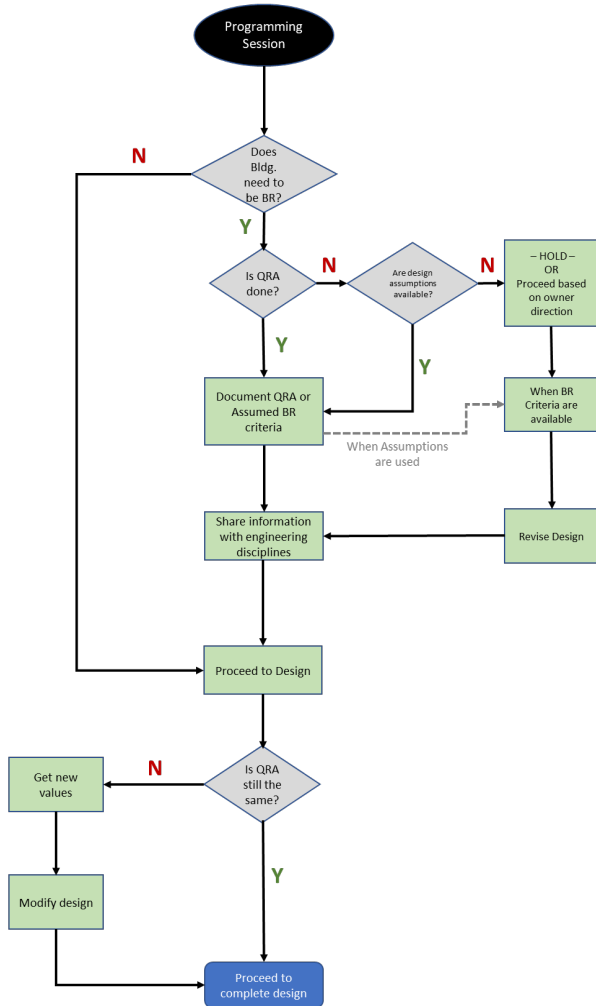 Programming
Session
N
Does
Bldg.
need to
be BR?
Y
Is QRA
done?
N
Are design
assumptions
available?
N
– HOLD –
OR
Proceed based
on owner
direction
Y
Y
Document QRA or
Assumed BR
criteria
When BR
Criteria are
available
When Assumptions
are used
Share information
with engineering
disciplines
Revise Design
Proceed to Design
Is QRA
still the
same?
N
Get new
values
Y
Modify design
Proceed to
complete design